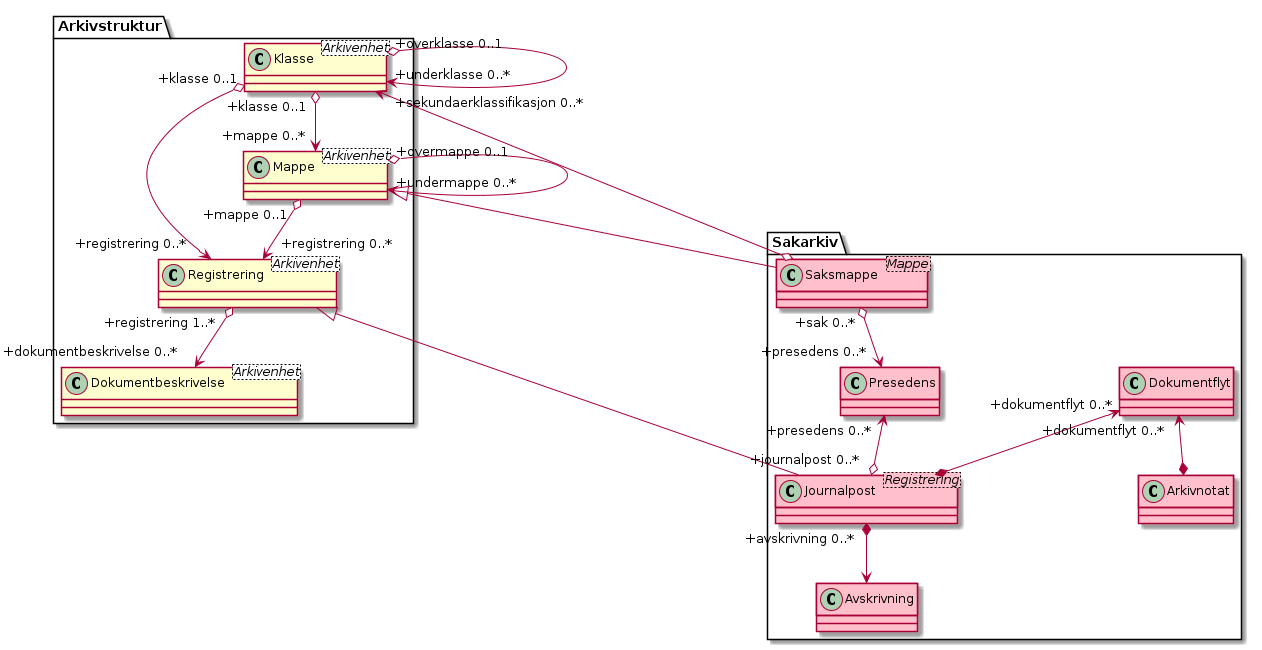 Arkivstruktur
Arkivenhet
+overklasse 0..1
C Klasse
+klasse 0..1
+underklasse 0..*
+klasse 0..1
+sekundaerklassifikasjon 0..*
+mappe 0..*
Arkivenhet
+overmappe 0..1
C Mappe
+undermappe 0..*
+mappe 0..1
+registrering 0..*
+registrering 0..*
Sakarkiv
Arkivenhet
C Registrering
Mappe
C Saksmappe
+registrering 1..*
+sak 0..*
+dokumentbeskrivelse 0..*
+presedens 0..*
Arkivenhet
C Dokumentbeskrivelse
C Presedens
C Dokumentflyt
+dokumentflyt 0..*
+presedens 0..*
+dokumentflyt 0..*
+journalpost 0..*
Registrering
C Journalpost
C Arkivnotat
+avskrivning 0..*
C Avskrivning